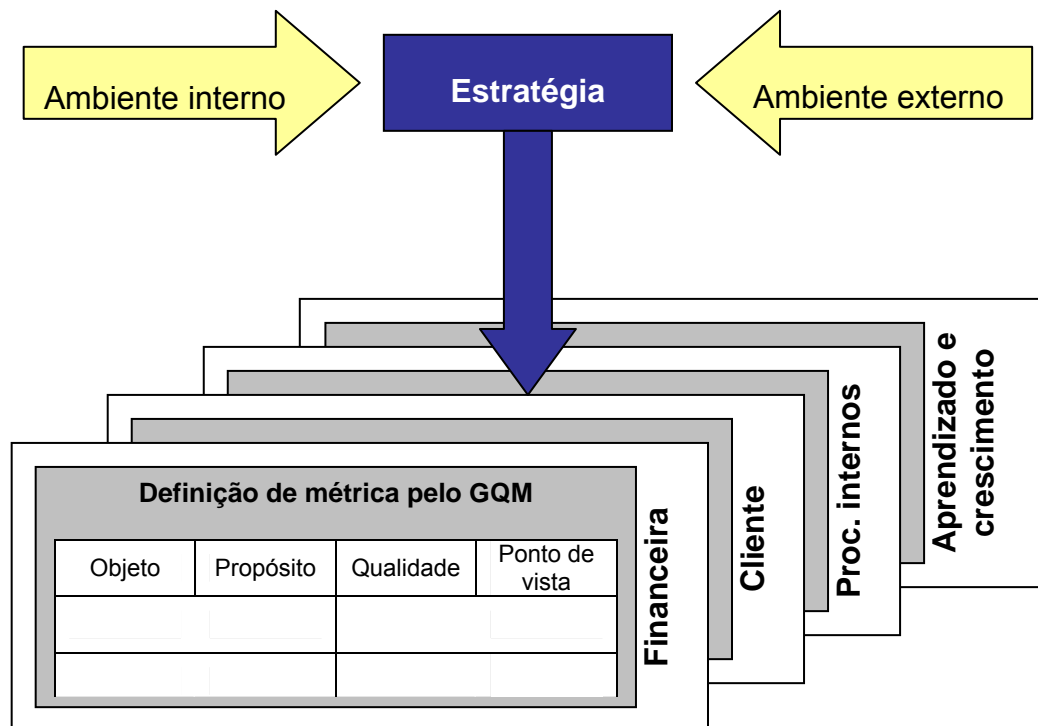 Ambiente interno
Estratégia
Ambiente externo
Definição de métrica pelo GQM
Objeto
Propósito
Qualidade
Ponto de
vista
Financeira
Cliente
Proc. internos
Aprendizado e
crescimento